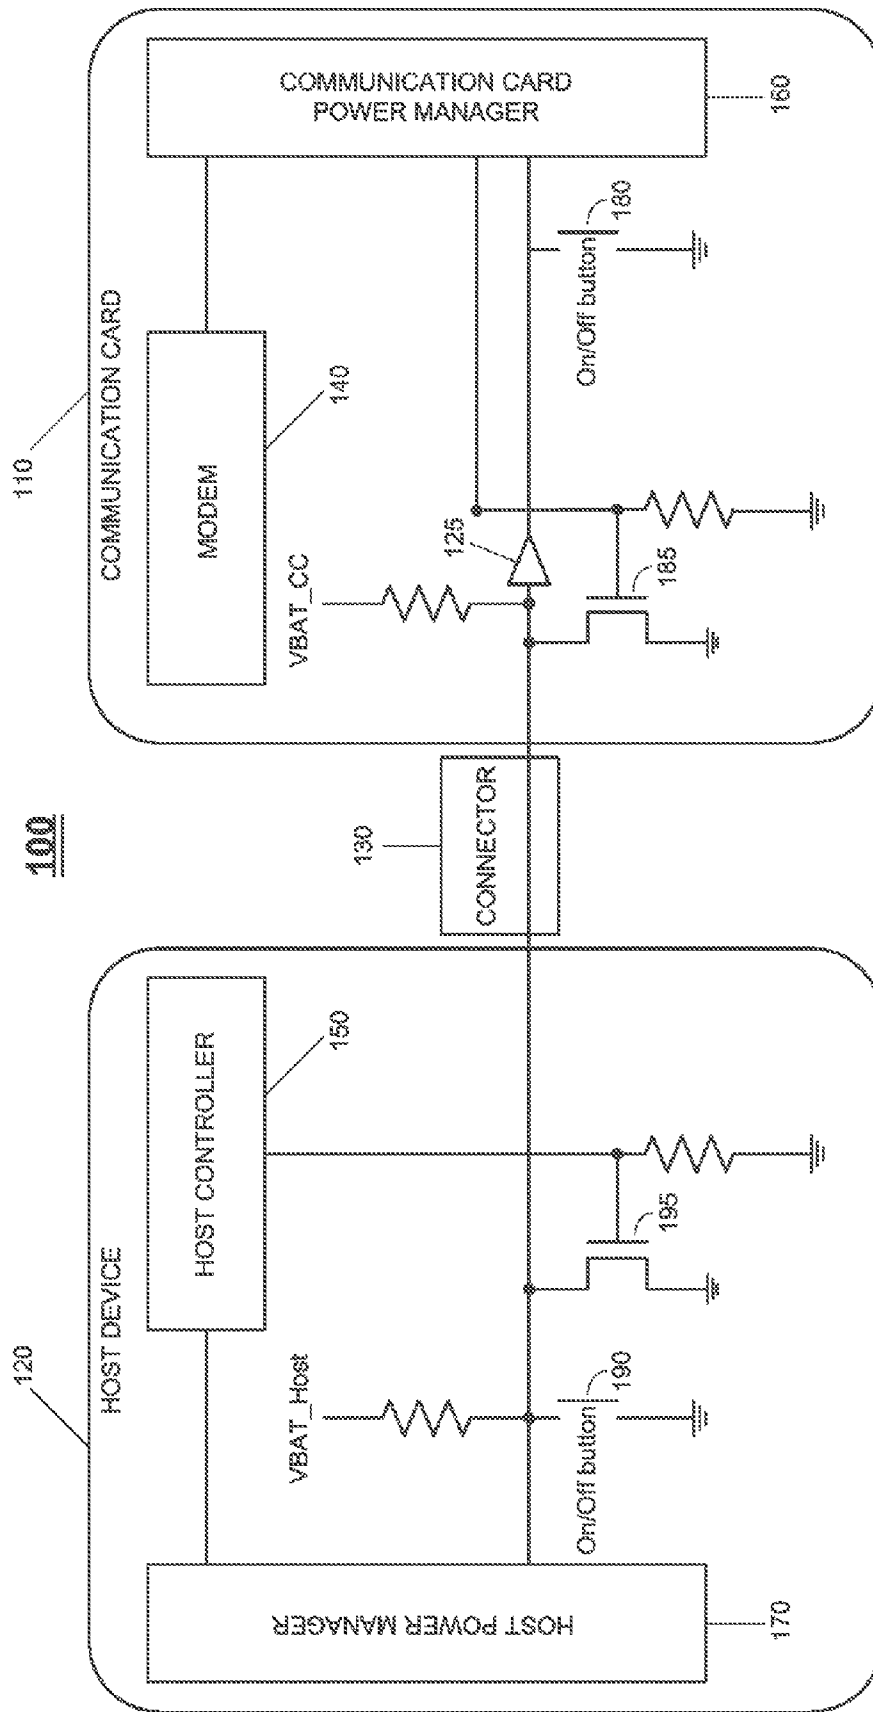 100
120
HOST DEVICE
HOST CONTROLLER
150
VBAT_Host
On/Off button
190
195
HOST POWER MANAGER
170
130
CONNECTOR
110
COMMUNICATION CARD
MODEM
140
VBAT_CC
125
185
On/Off button
180
COMMUNICATION CARD
POWER MANAGER
160